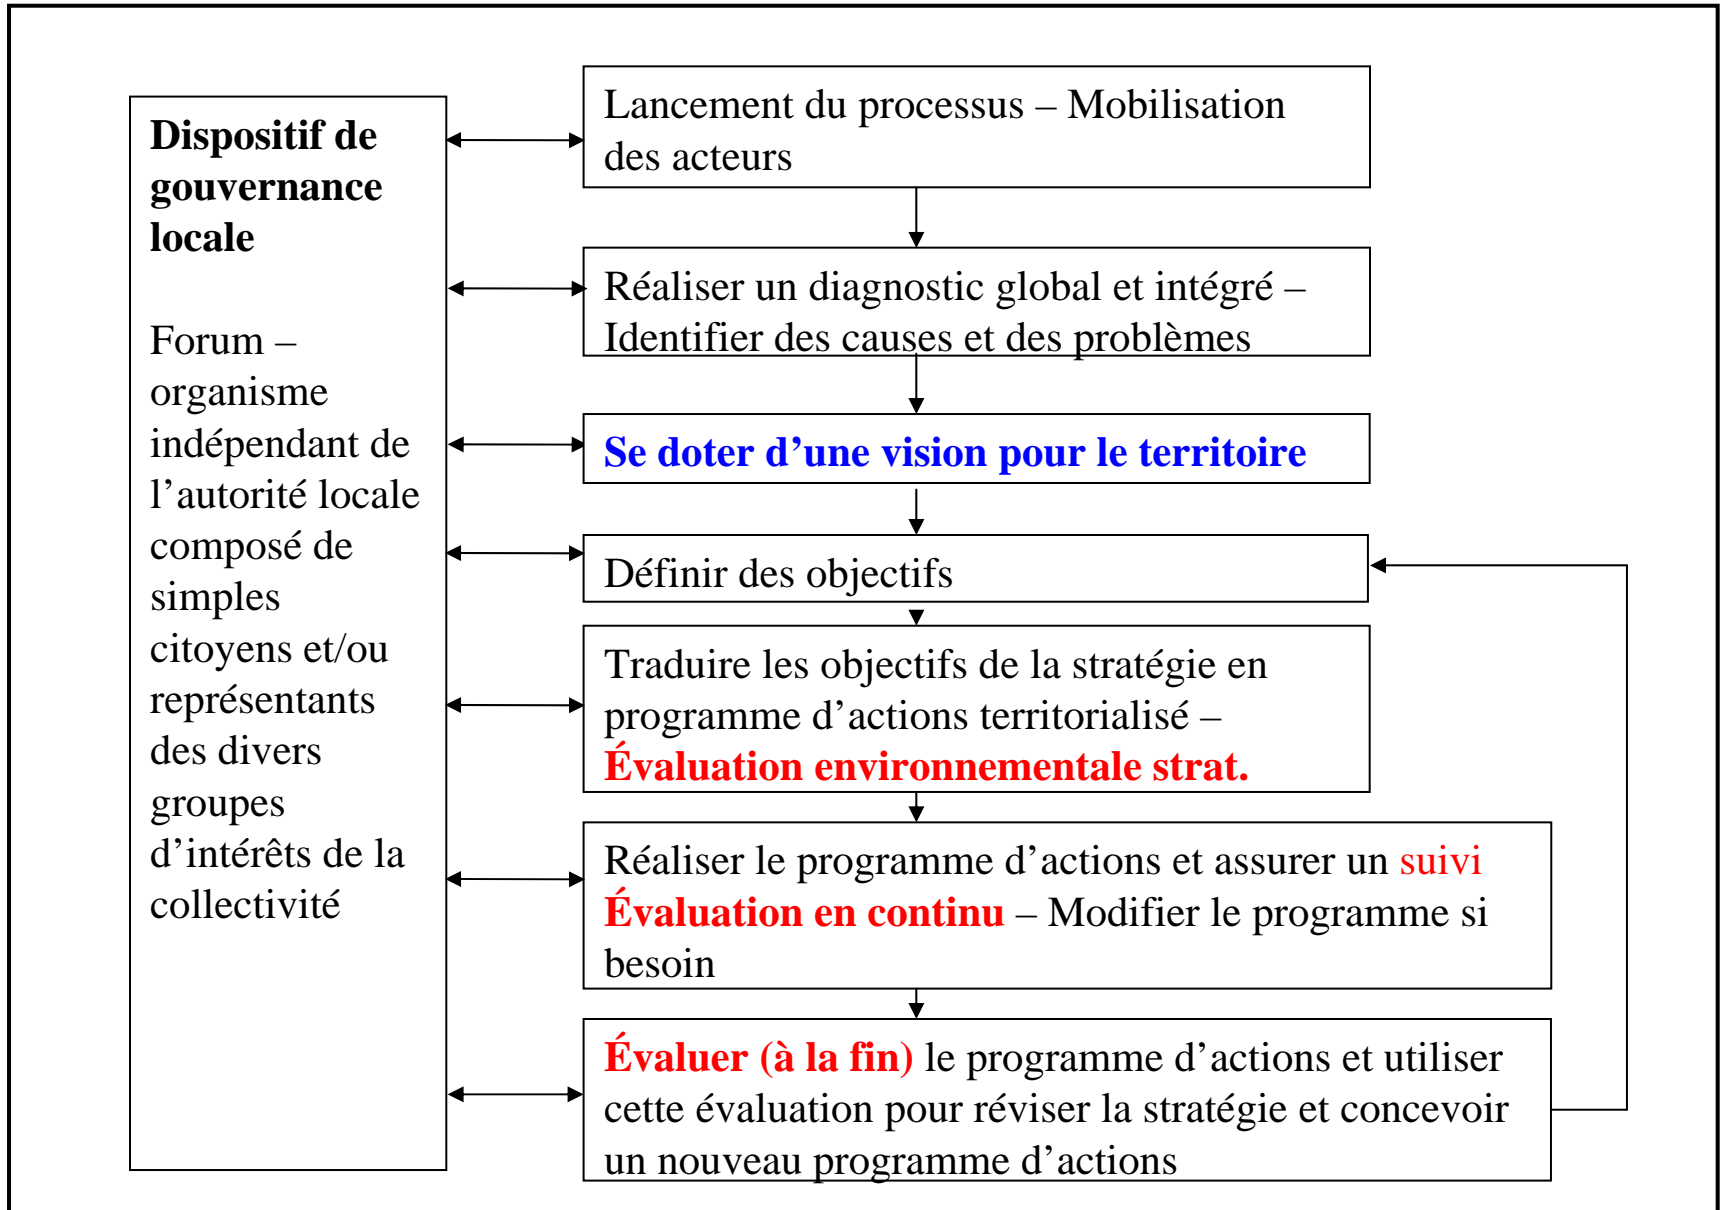 Dispositif de
gouvernance
locale
Forum –
organisme
indépendant de
l’autorité locale
composé de
simples
citoyens et/ou
représentants
des divers
groupes
d’intérêts de la
collectivité
Lancement du processus – Mobilisation
des acteurs
Réaliser un diagnostic global et intégré –
Identifier des causes et des problèmes
Se doter d’une vision pour le territoire
Définir des objectifs
Traduire les objectifs de la stratégie en
programme d’actions territorialisé –
Évaluation environnementale strat.
Réaliser le programme d’actions et assurer un suivi
Évaluation en continu – Modifier le programme si
besoin
Évaluer (à la fin) le programme d’actions et utiliser
cette évaluation pour réviser la stratégie et concevoir
un nouveau programme d’actions